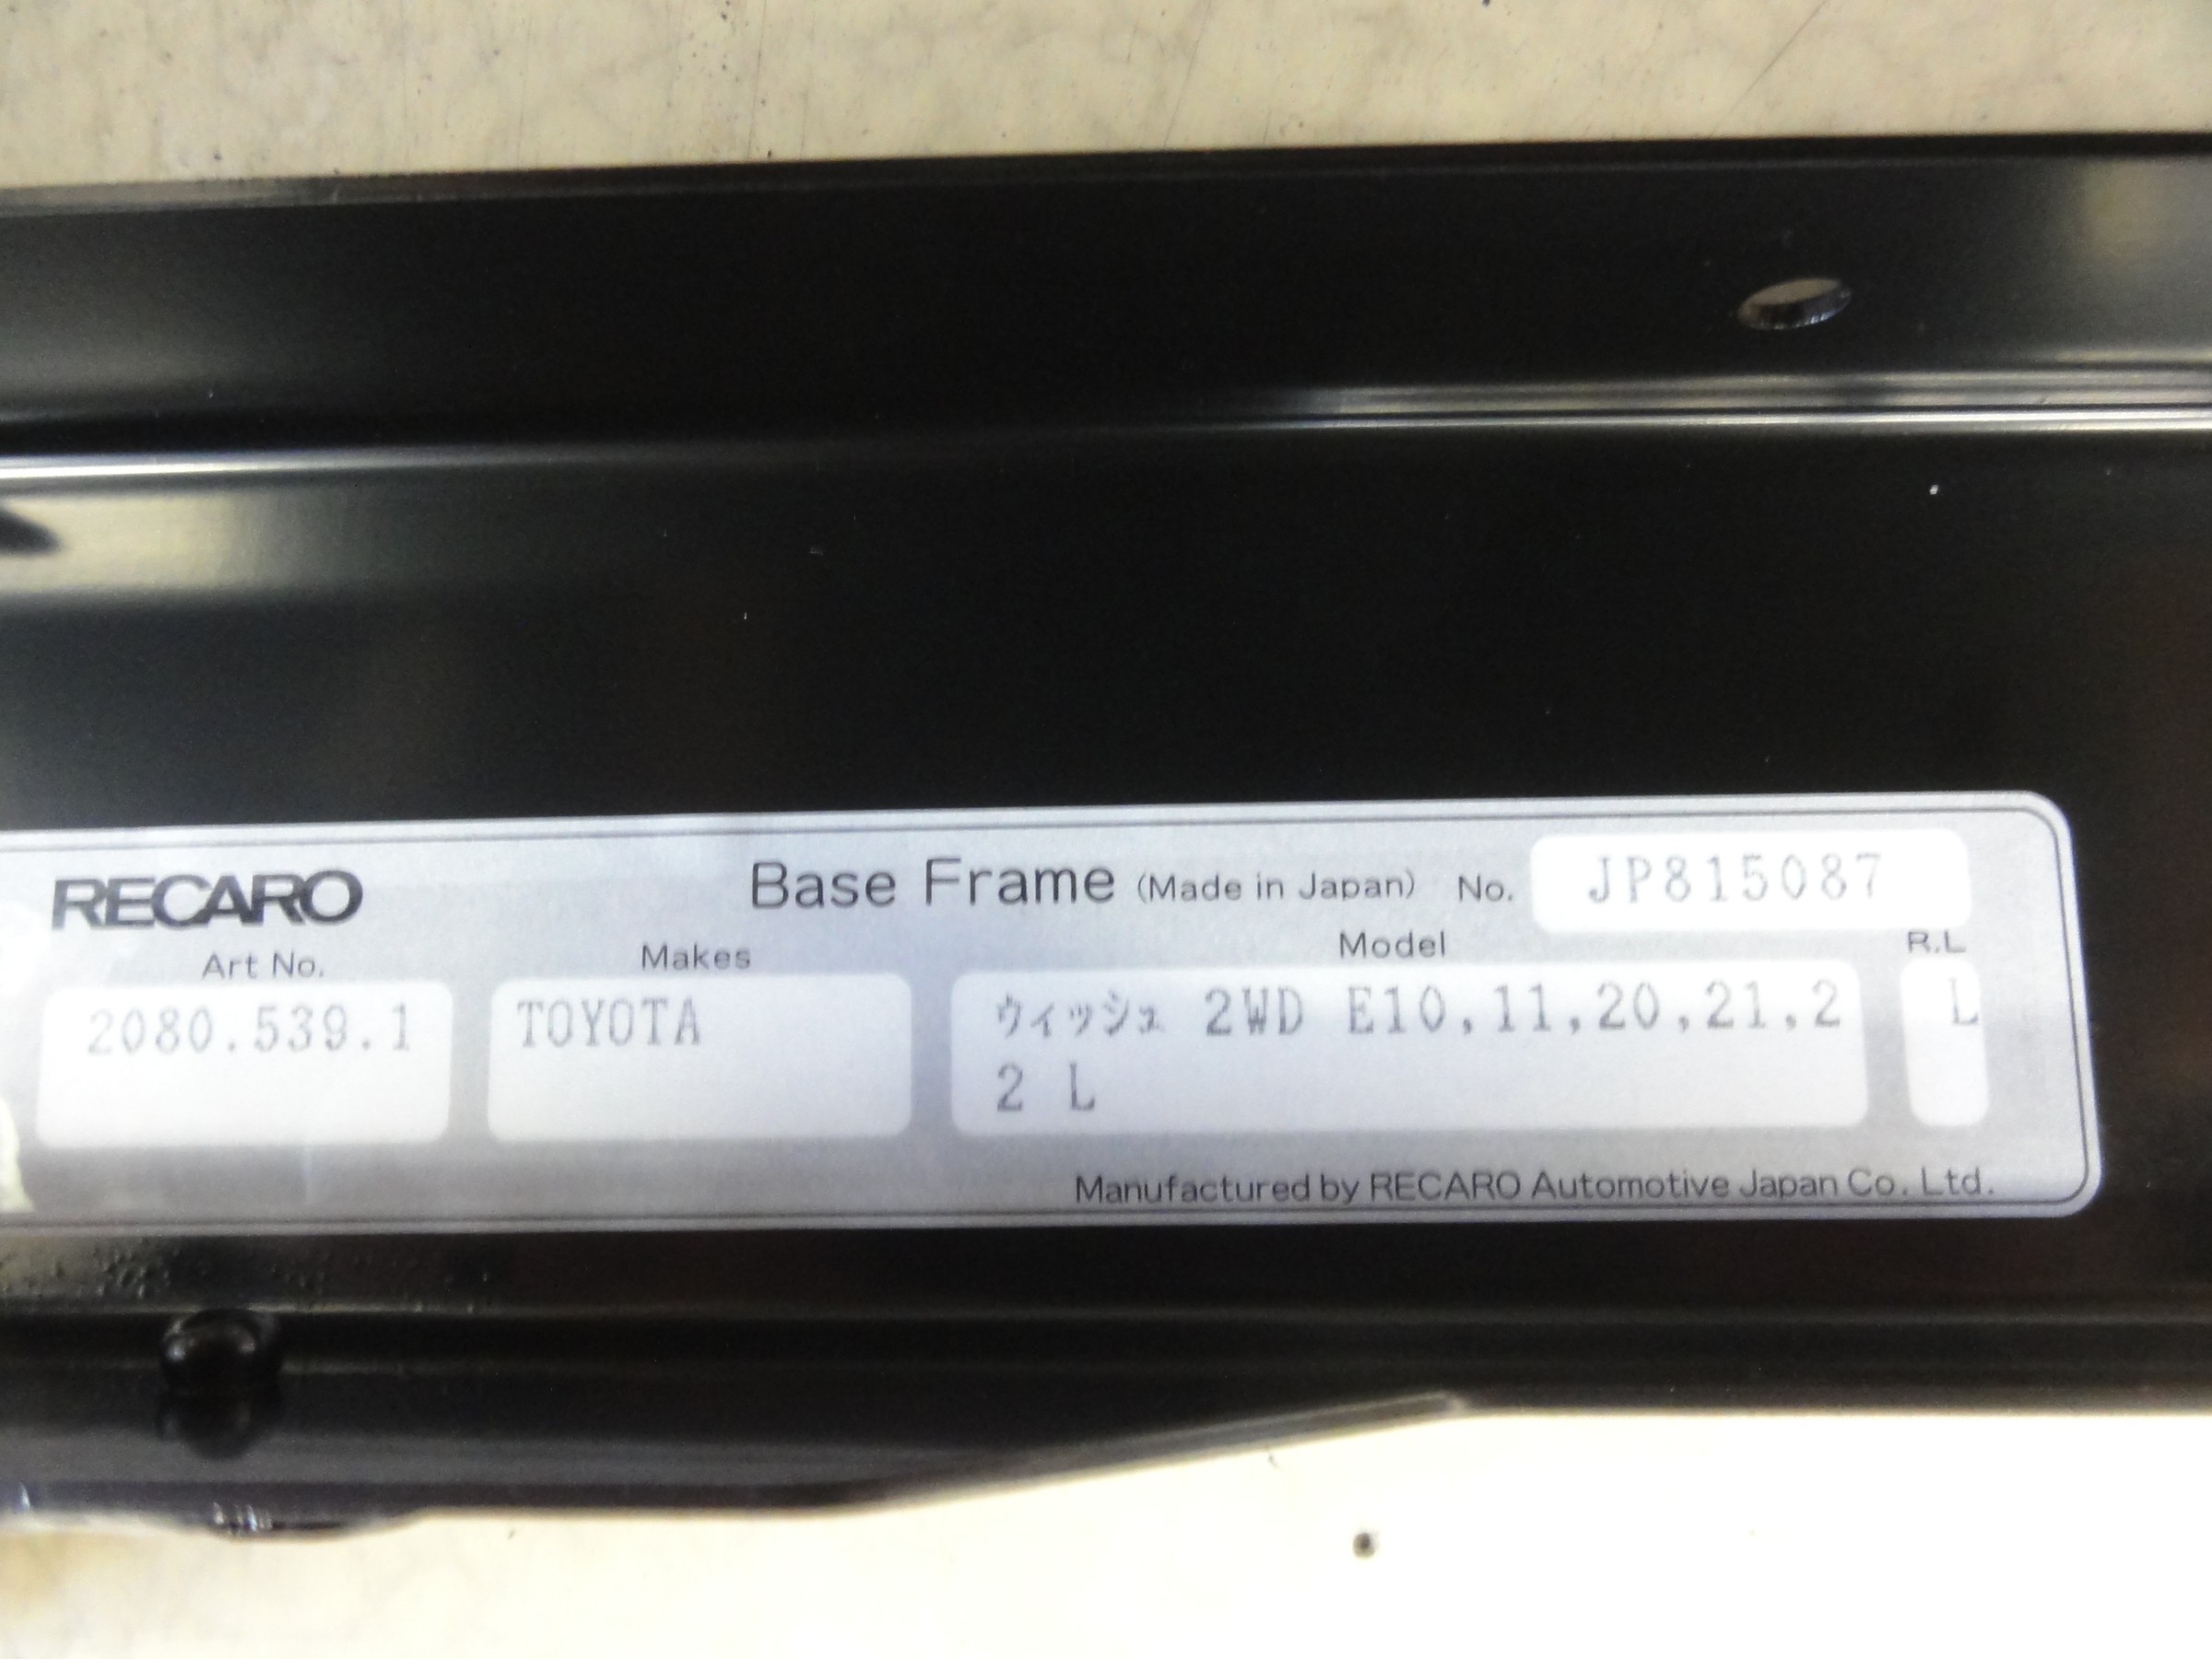 RECARO Base Frame (Made in Japan) No. JP815087
Art No. Makes Model R.L
2080.539.1 TOYOTA ウィッシュ 2WD E10,11,20,21,2 L
2 L
Manufactured by RECARO Automotive Japan Co. Ltd.